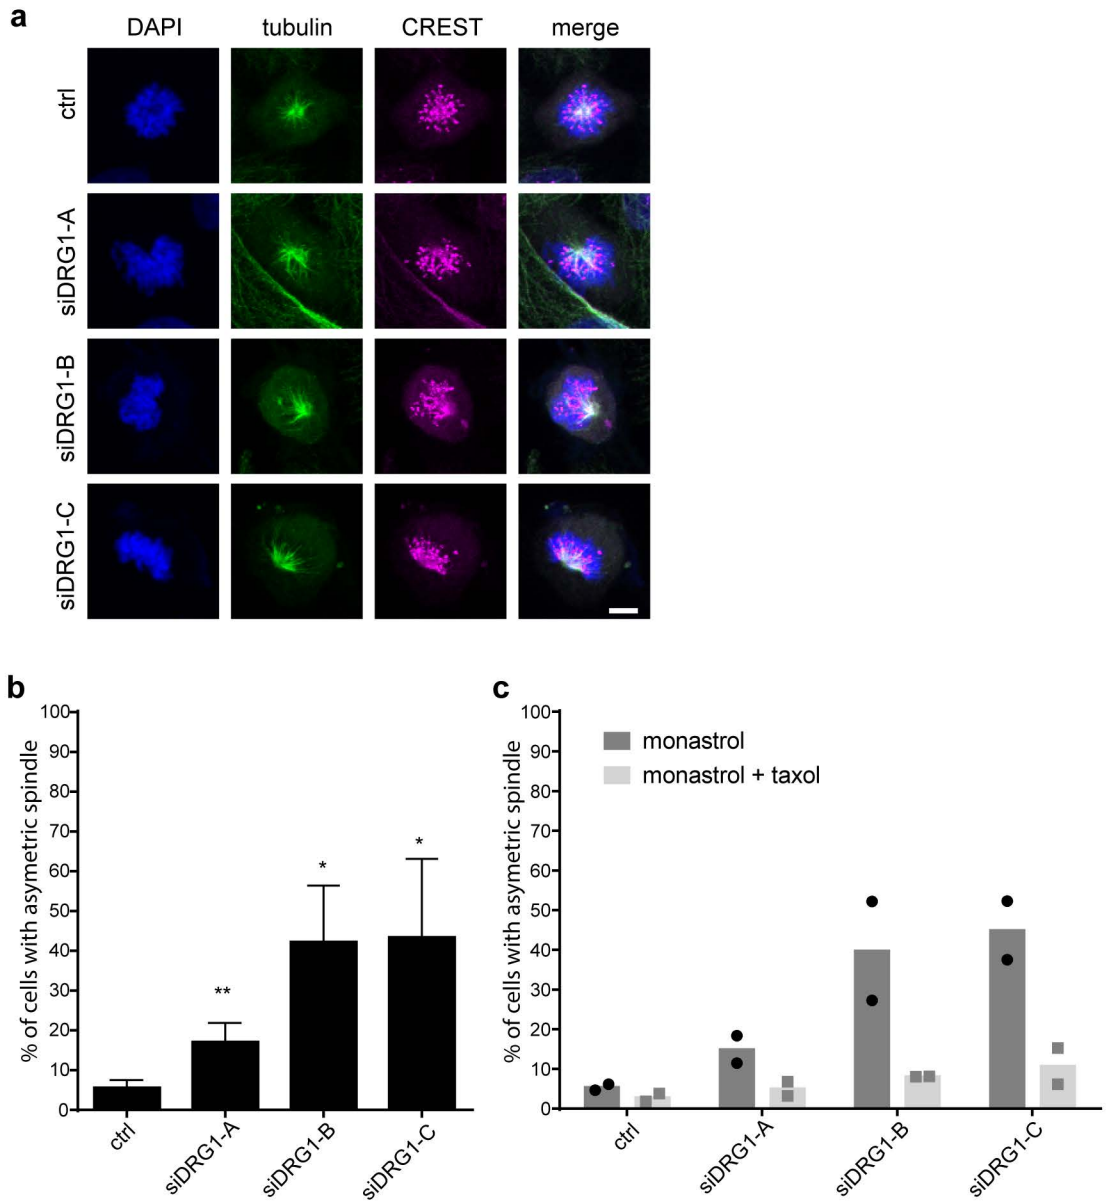 a
DAPI tubulin CREST merge
ctrl
siDRG1-A
siDRG1-B
siDRG1-C
b
% of cells with asymetric spindle
100
90
80
70
60
50
40
30
20
10
0
**
*
*
ctrl siDRG1-A siDRG1-B siDRG1-C
c
% of cells with asymetric spindle
100
90
80
70
60
50
40
30
20
10
0
monastrol
monastrol + taxol
ctrl siDRG1-A siDRG1-B siDRG1-C